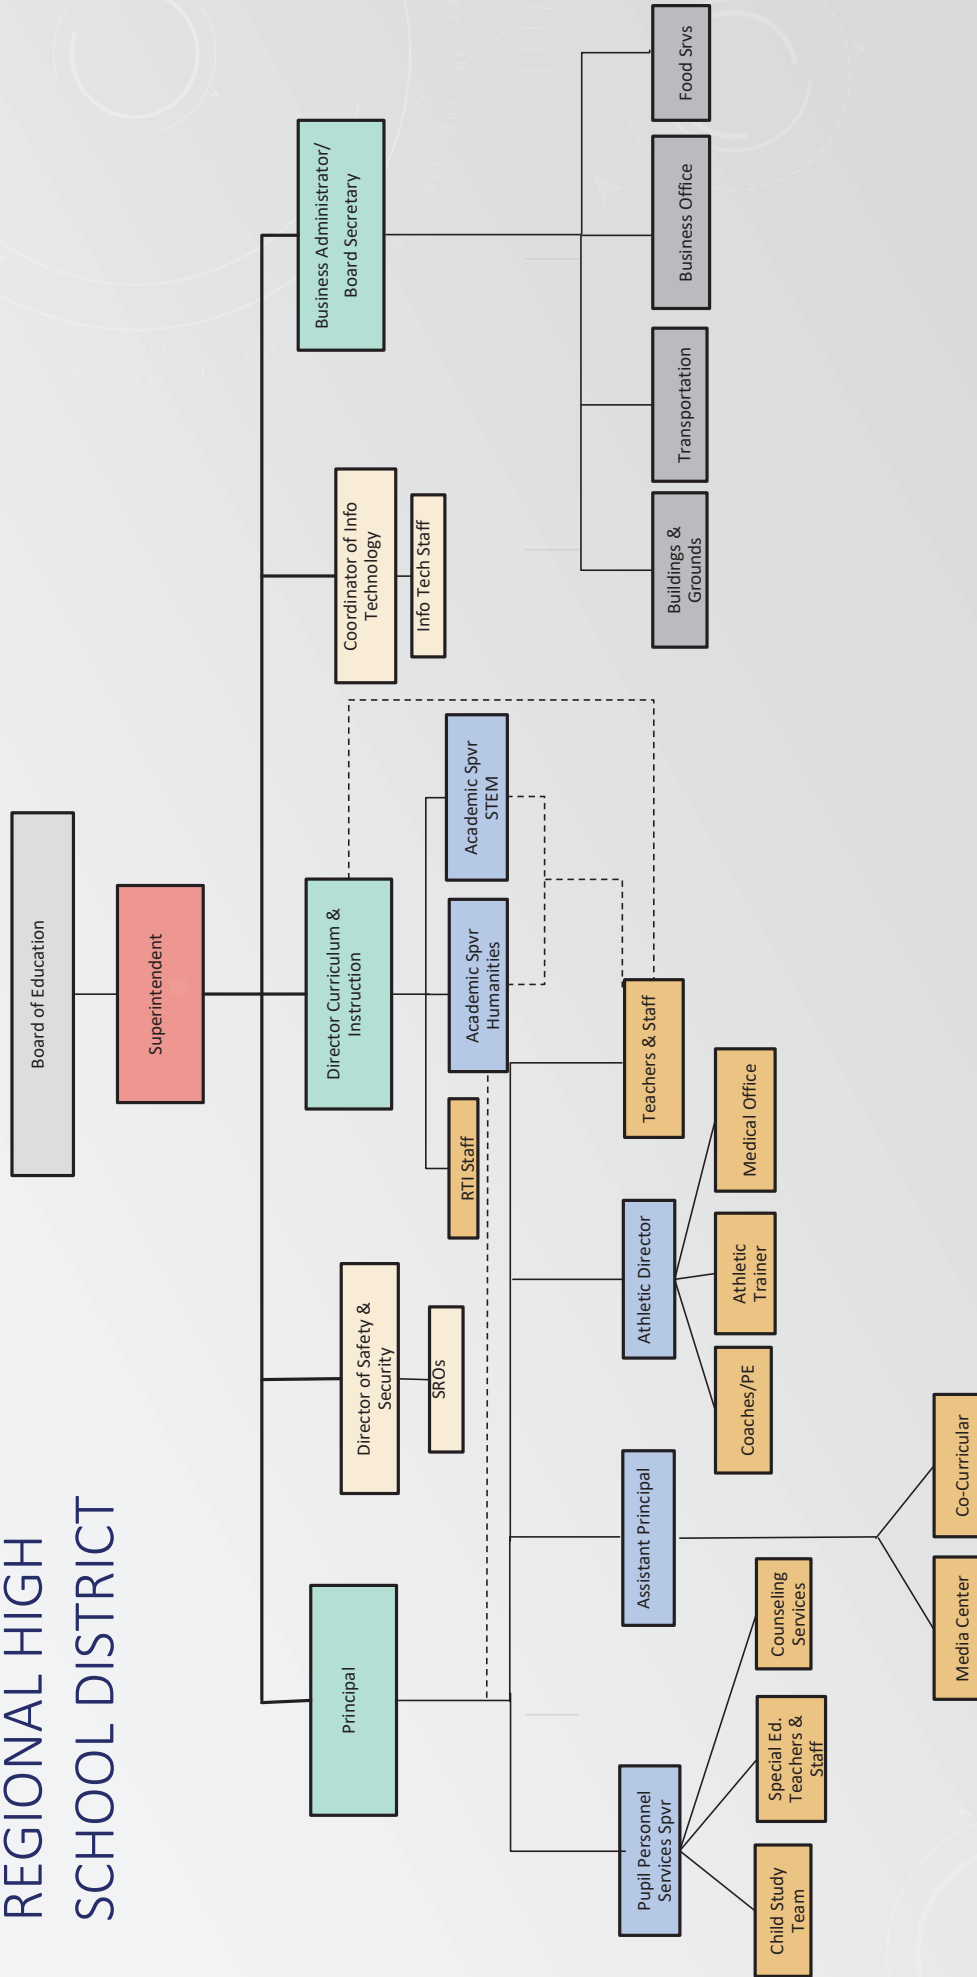 REGIONAL HIGH
SCHOOL DISTRICT
Board of Education
Superintendent
Principal
Director of Safety &
Security
SROs
Director Curriculum &
Instruction
RTI Staff
Academic Spvr
Humanities
Academic Spvr
STEM
Coordinator of Info
Technology
Info Tech Staff
Business Administrator/
Board Secretary
Pupil Personnel
Services Spvr
Assistant Principal
Athletic Director
Teachers & Staff
Buildings &
Grounds
Transportation
Business Office
Food Srvs
Child Study
Team
Special Ed.
Teachers &
Staff
Counseling
Services
Coaches/PE
Athletic
Trainer
Medical Office
Media Center
Co-Curricular